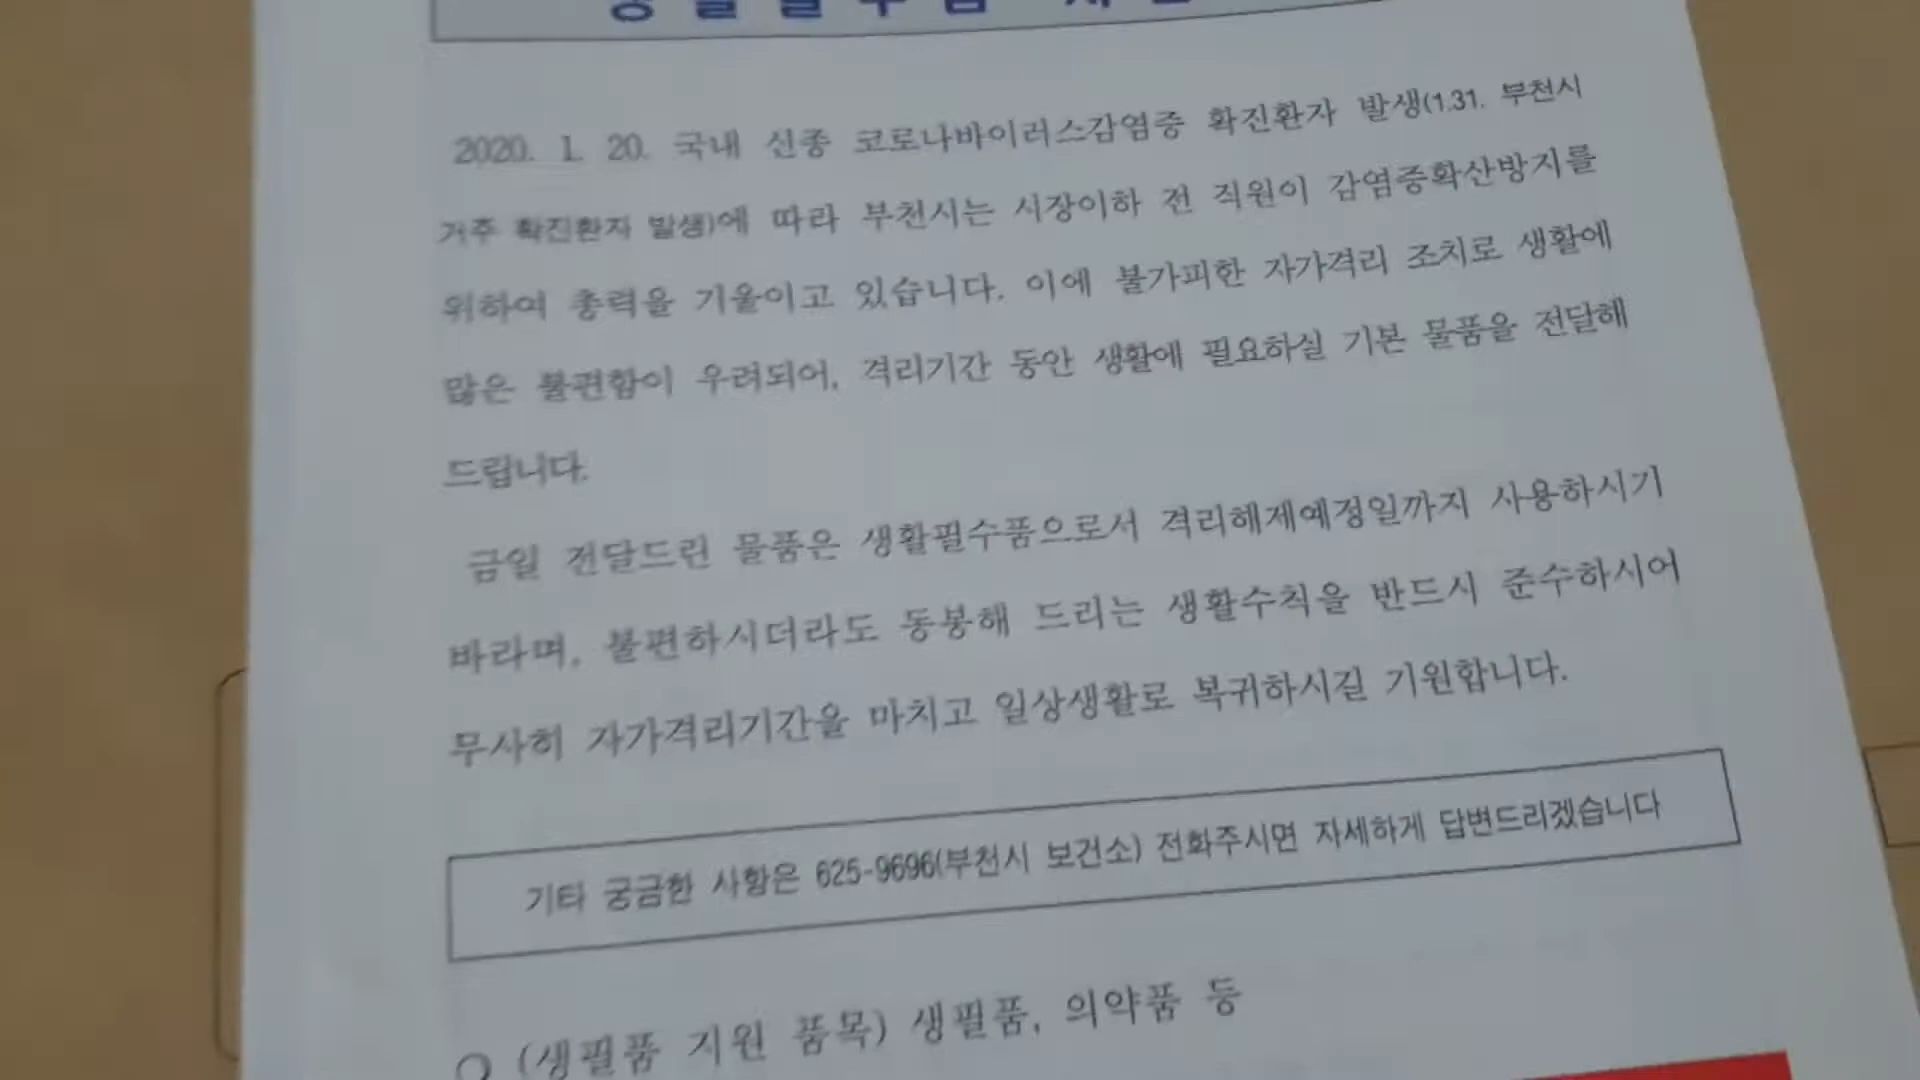 2020. 1. 20. 국내 신종 코로나바이러스감염증 확진환자 발생(1.31. 부천시
거주 확진환자 발생)에 따라 부천시는 시장이하 전 직원이 감염증확산방지를
위하여 총력을 기울이고 있습니다. 이에 불가피한 자가격리 조치로 생활에
많은 불편함이 우려되어, 격리기간 동안 생활에 필요하실 기본 물품을 전달해
드립니다.
금일 전달드린 물품은 생활필수품으로서 격리해제예정일까지 사용하시기
바라며, 불편하시더라도 동봉해 드리는 생활수칙을 반드시 준수하시어
무사히 자가격리기간을 마치고 일상생활로 복귀하시길 기원합니다.
기타 궁금한 사항은 625-9696(부천시 보건소) 전화주시면 자세하게 답변드리겠습니다
○ (생필품 지원 품목) 생필품, 의약품 등